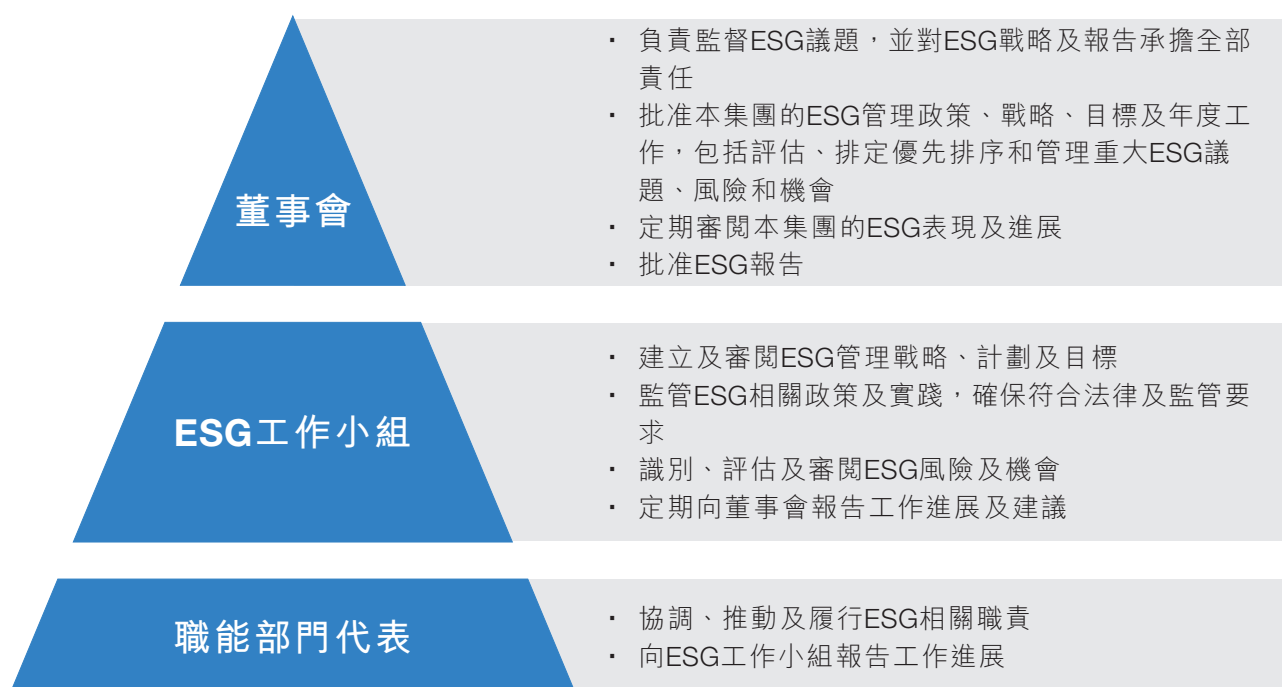 董事會
· 負責監督ESG議題，並對ESG戰略及報告承擔全部
責任
· 批准本集團的ESG管理政策、戰略、目標及年度工
作，包括評估、排定優先排序和管理重大ESG議
題、風險和機會
· 定期審閱本集團的ESG表現及進展
· 批准ESG報告
ESG工作小組
· 建立及審閱ESG管理戰略、計劃及目標
· 監管ESG相關政策及實踐，確保符合法律及監管要
求
· 識別、評估及審閱ESG風險及機會
· 定期向董事會報告工作進展及建議
職能部門代表
· 協調、推動及履行ESG相關職責
· 向ESG工作小組報告工作進展